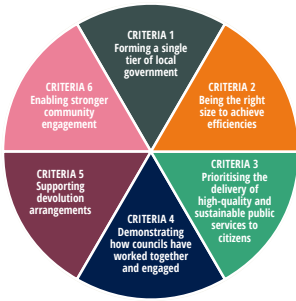 CRITERIA 1
Forming a single
tier of local
government
CRITERIA 2
Being the right
size to achieve
efficiencies
CRITERIA 3
Prioritising the
delivery of
high-quality and
sustainable public
services to
citizens
CRITERIA 4
Demonstrating
how councils have
worked together
and engaged
CRITERIA 5
Supporting
devolution
arrangements
CRITERIA 6
Enabling stronger
community
engagement